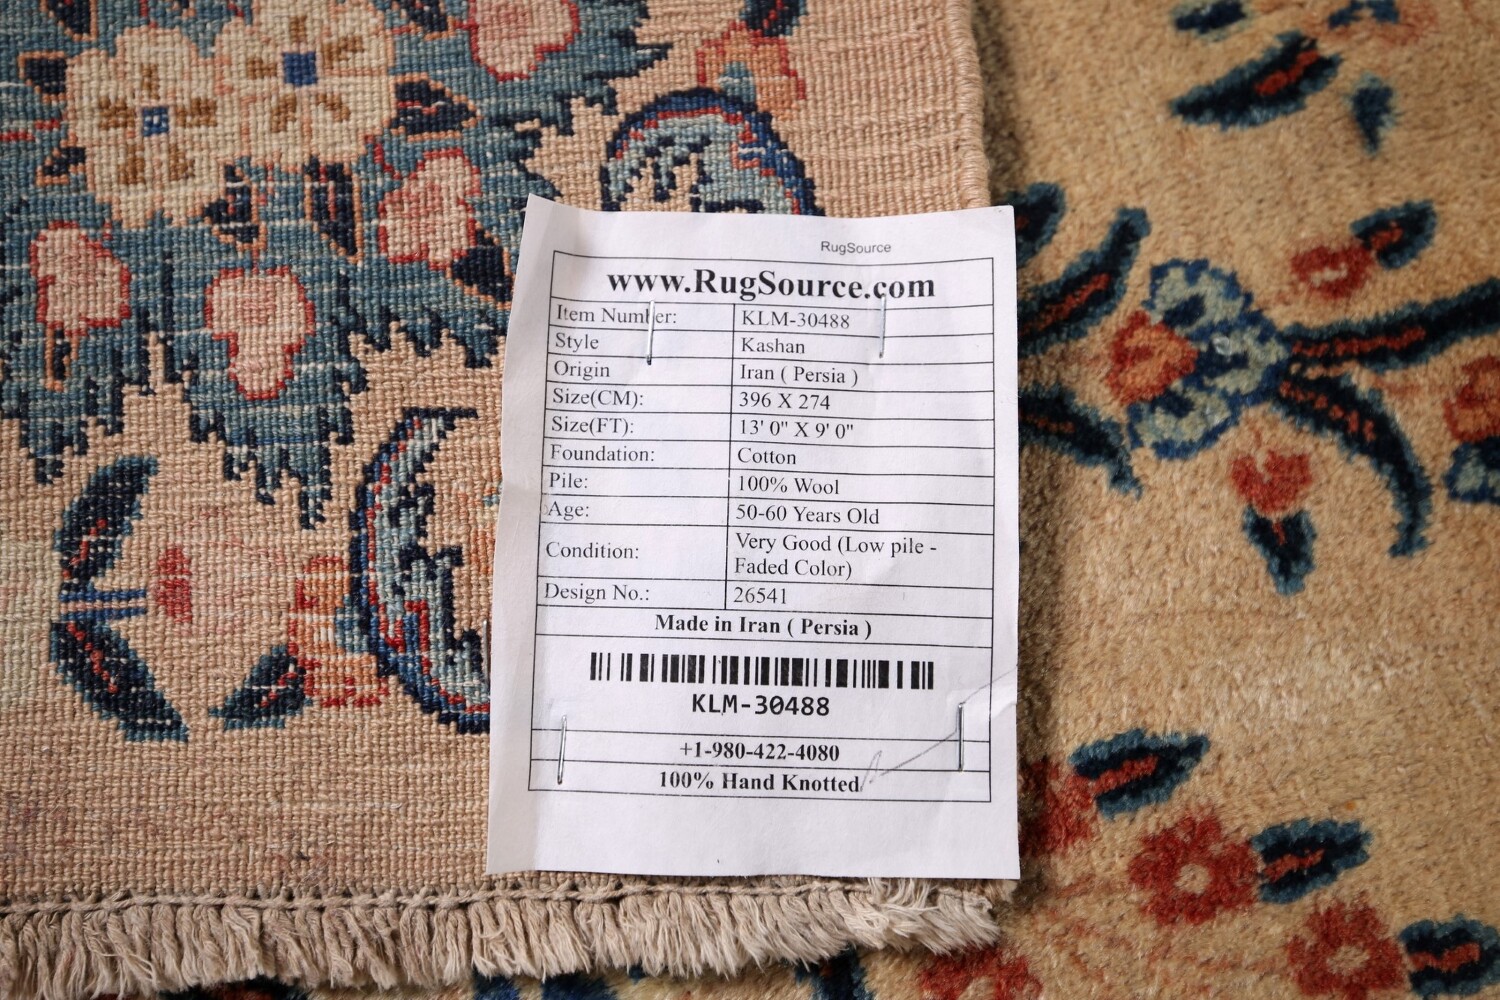 RugSource
www.RugSource.com
Item Number: KLM-30488
Style Kashan
Origin Iran ( Persia )
Size(CM): 396 X 274
Size(FT): 13' 0" X 9' 0"
Foundation: Cotton
Pile: 100% Wool
Age: 50-60 Years Old
Condition: Very Good (Low pile -
Faded Color)
Design No.: 26541
Made in Iran ( Persia )
KLM-30488
+1-980-422-4080
100% Hand Knotted